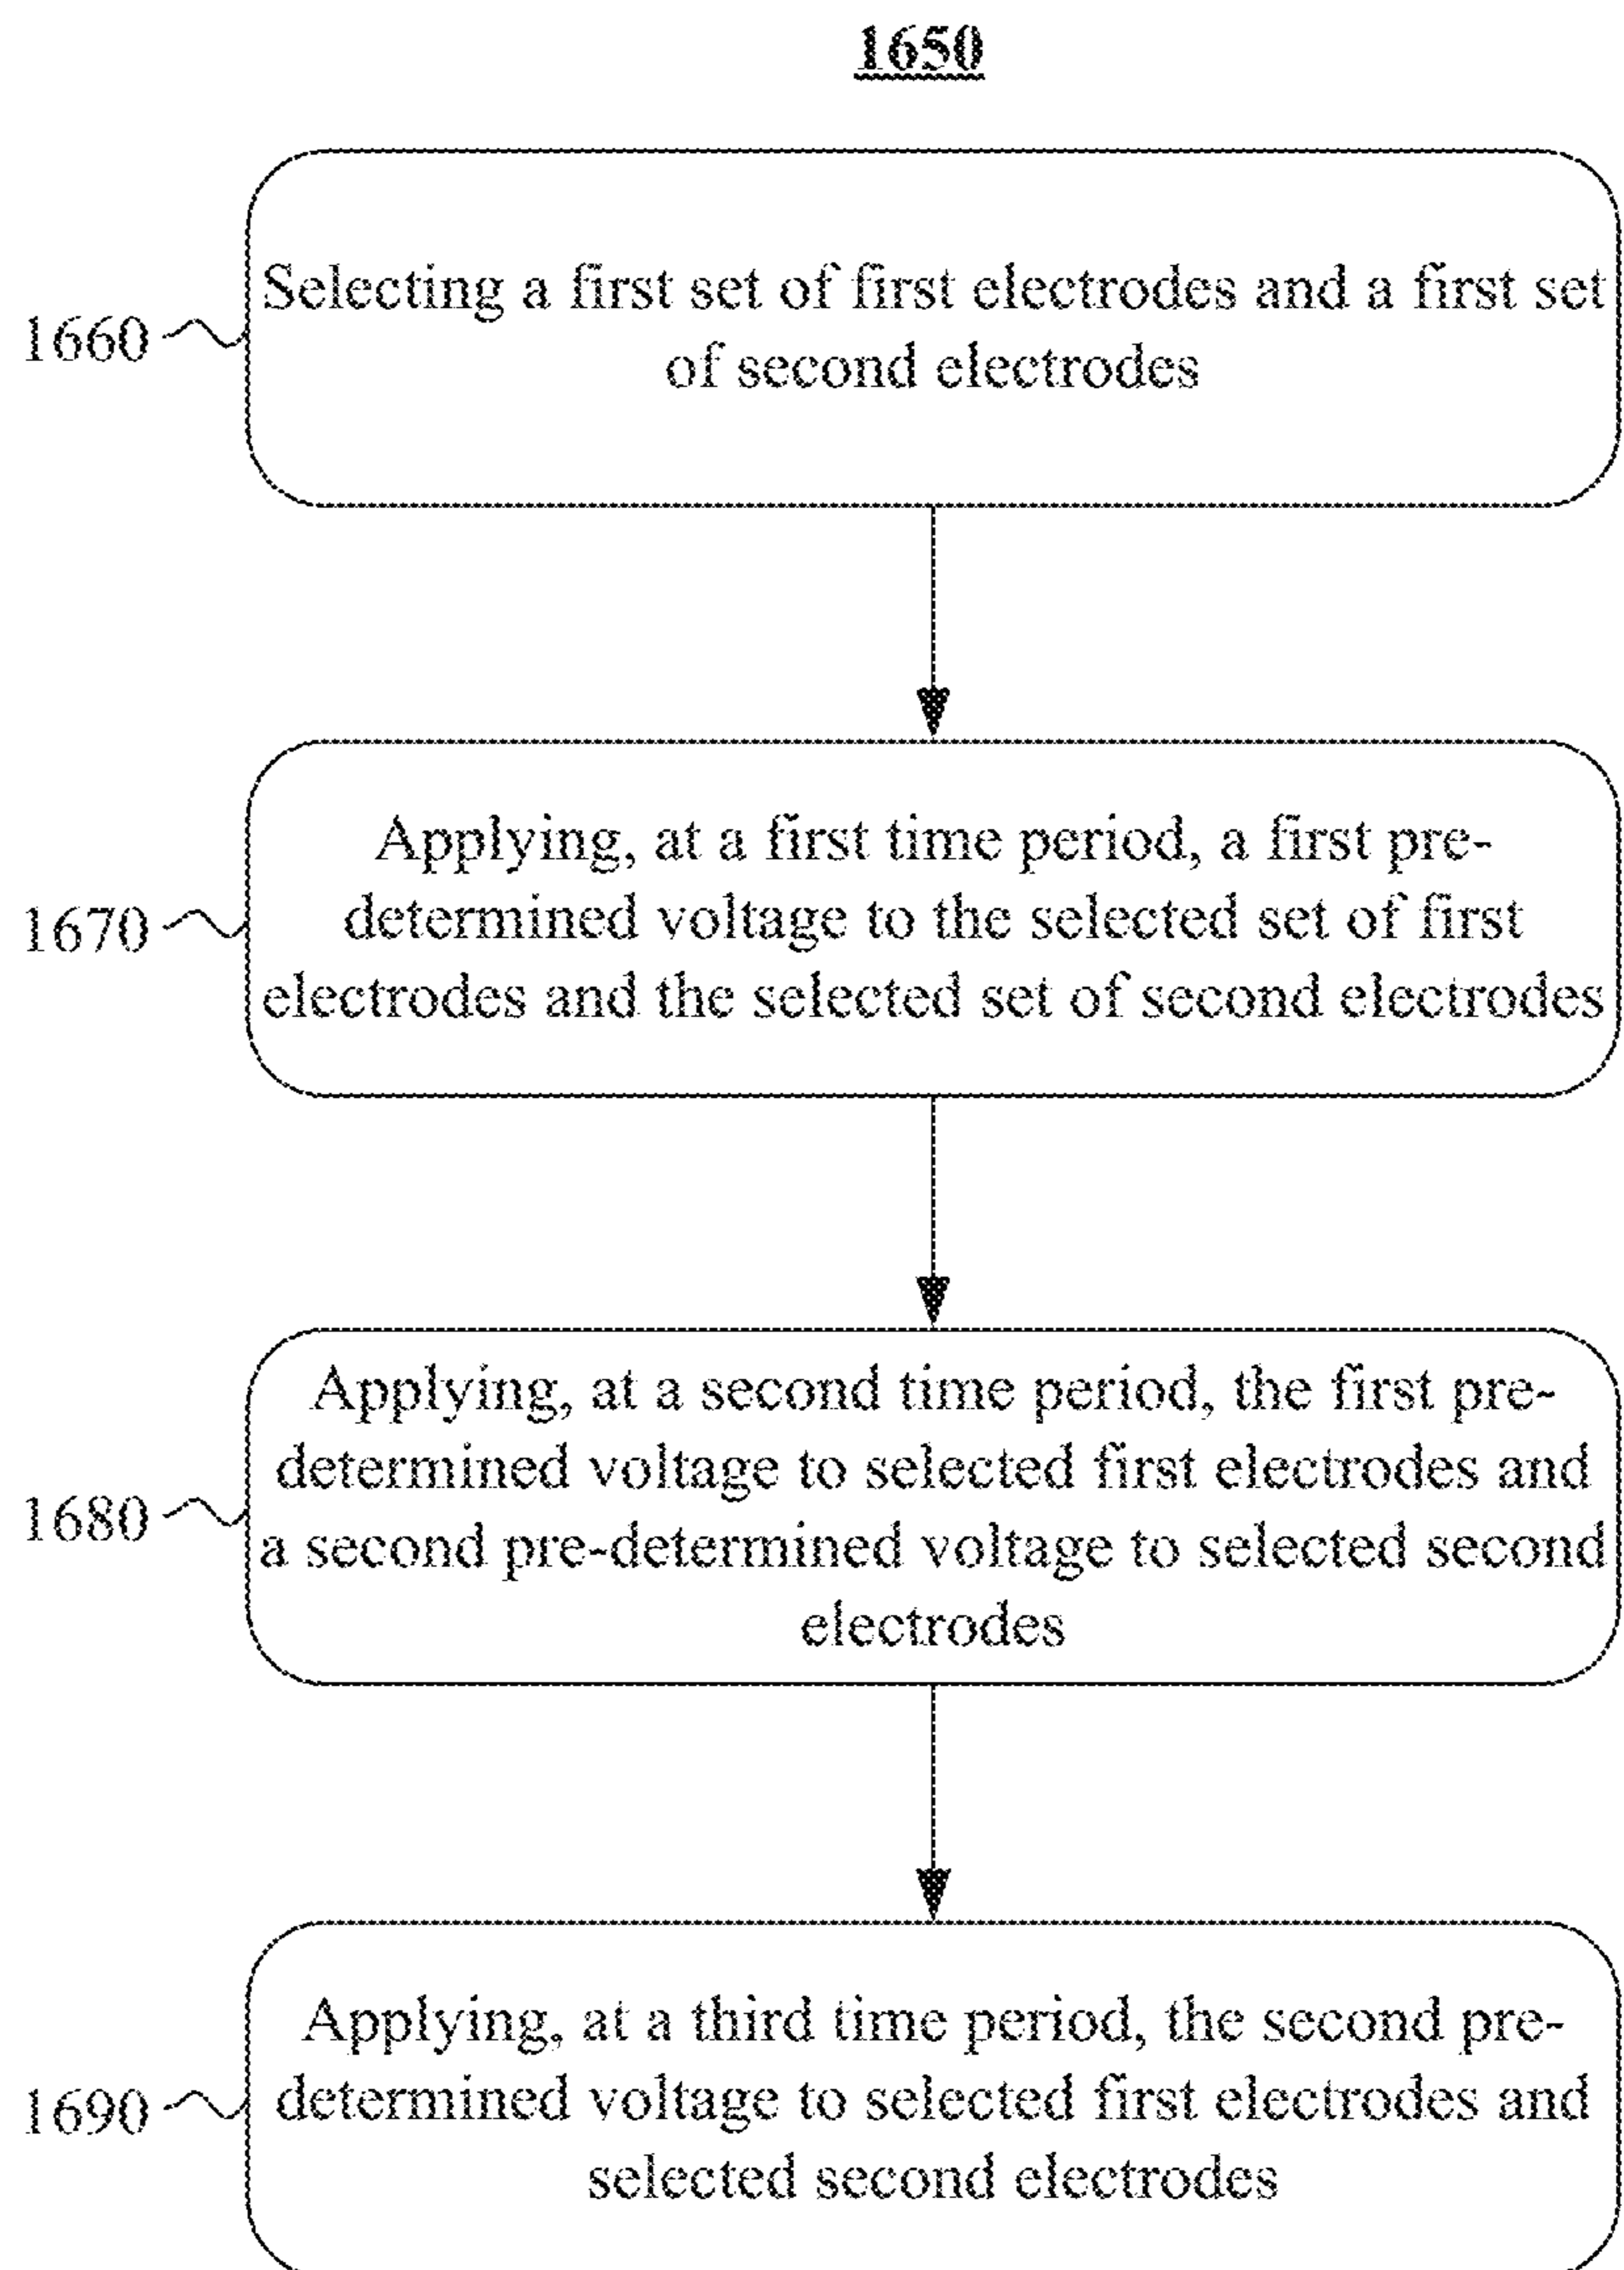 1650
Selecting a first set of first electrodes and a first set
of second electrodes
1660
Applying, at a first time period, a first pre-
determined voltage to the selected set of first
electrodes and the selected set of second electrodes
1670
Applying, at a second time period, the first pre-
determined voltage to selected first electrodes and
a second pre-determined voltage to selected second
electrodes
1680
Applying, at a third time period, the second pre-
determined voltage to selected first electrodes and
selected second electrodes
1690